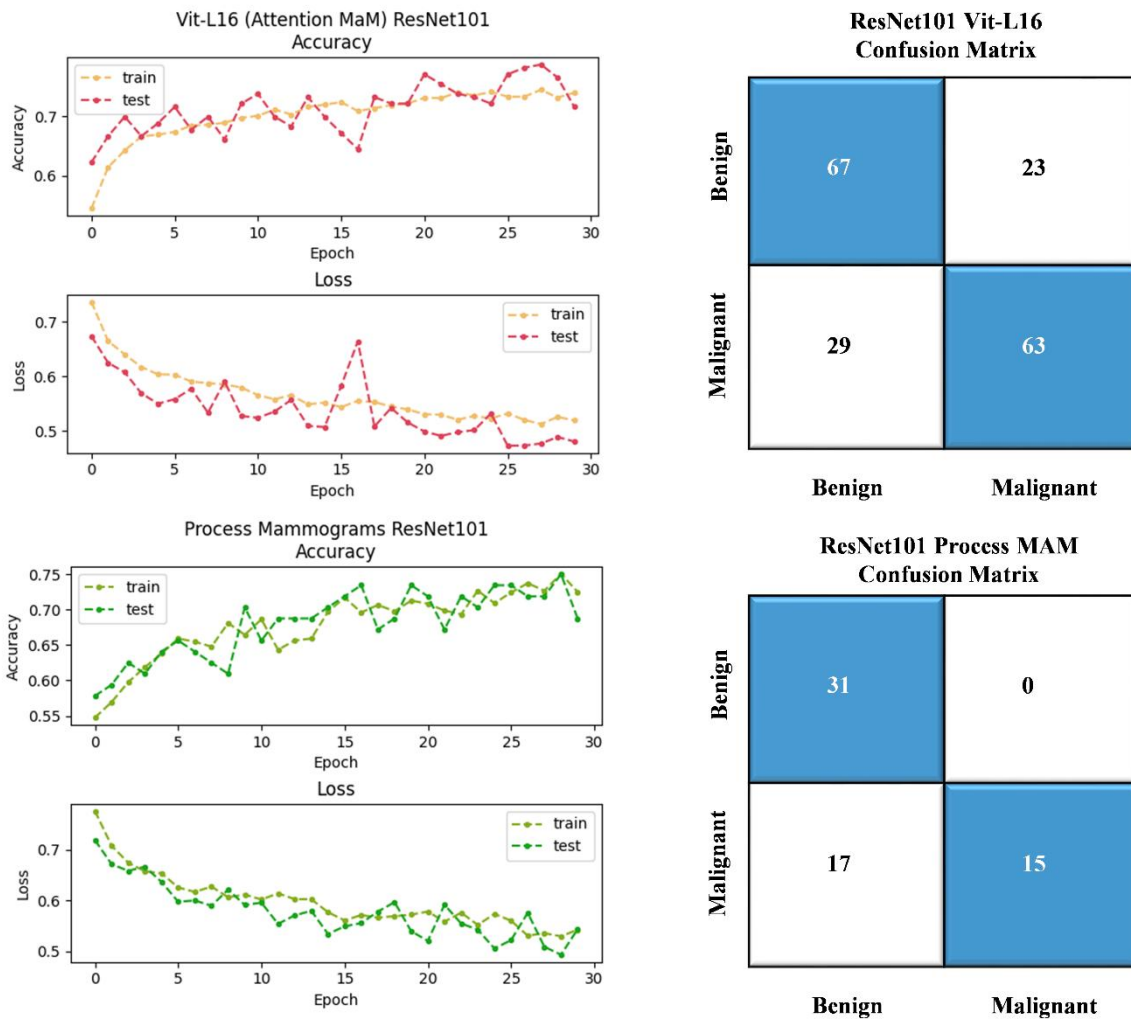 Vit-L16 (Attention MaM) ResNet101
Accuracy
train
test
0.7
0.6
Accuracy
0 5 10 15 20 25 30
Epoch
Loss
train
test
0.7
0.6
0.5
Loss
0 5 10 15 20 25 30
Epoch
ResNet101 Vit-L16
Confusion Matrix
Benign
67 23
Malignant
29 63
Benign Malignant
Process Mammograms ResNet101
Accuracy
train
test
0.75
0.70
0.65
0.60
0.55
Accuracy
0 5 10 15 20 25 30
Epoch
Loss
train
test
0.7
0.6
0.5
Loss
0 5 10 15 20 25 30
Epoch
ResNet101 Process MAM
Confusion Matrix
Benign
31 0
Malignant
17 15
Benign Malignant